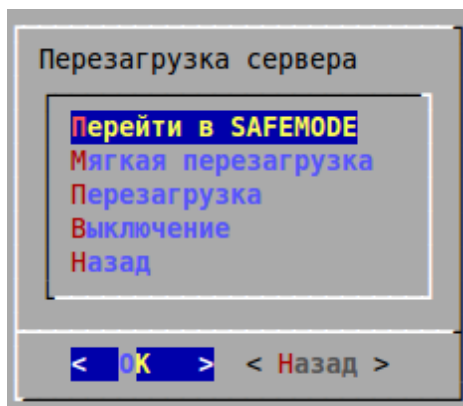 Перезагрузка сервера
Перейти в SAFEMODE
Мягкая перезагрузка
Перезагрузка
Выключение
Назад
< OK > < Назад >